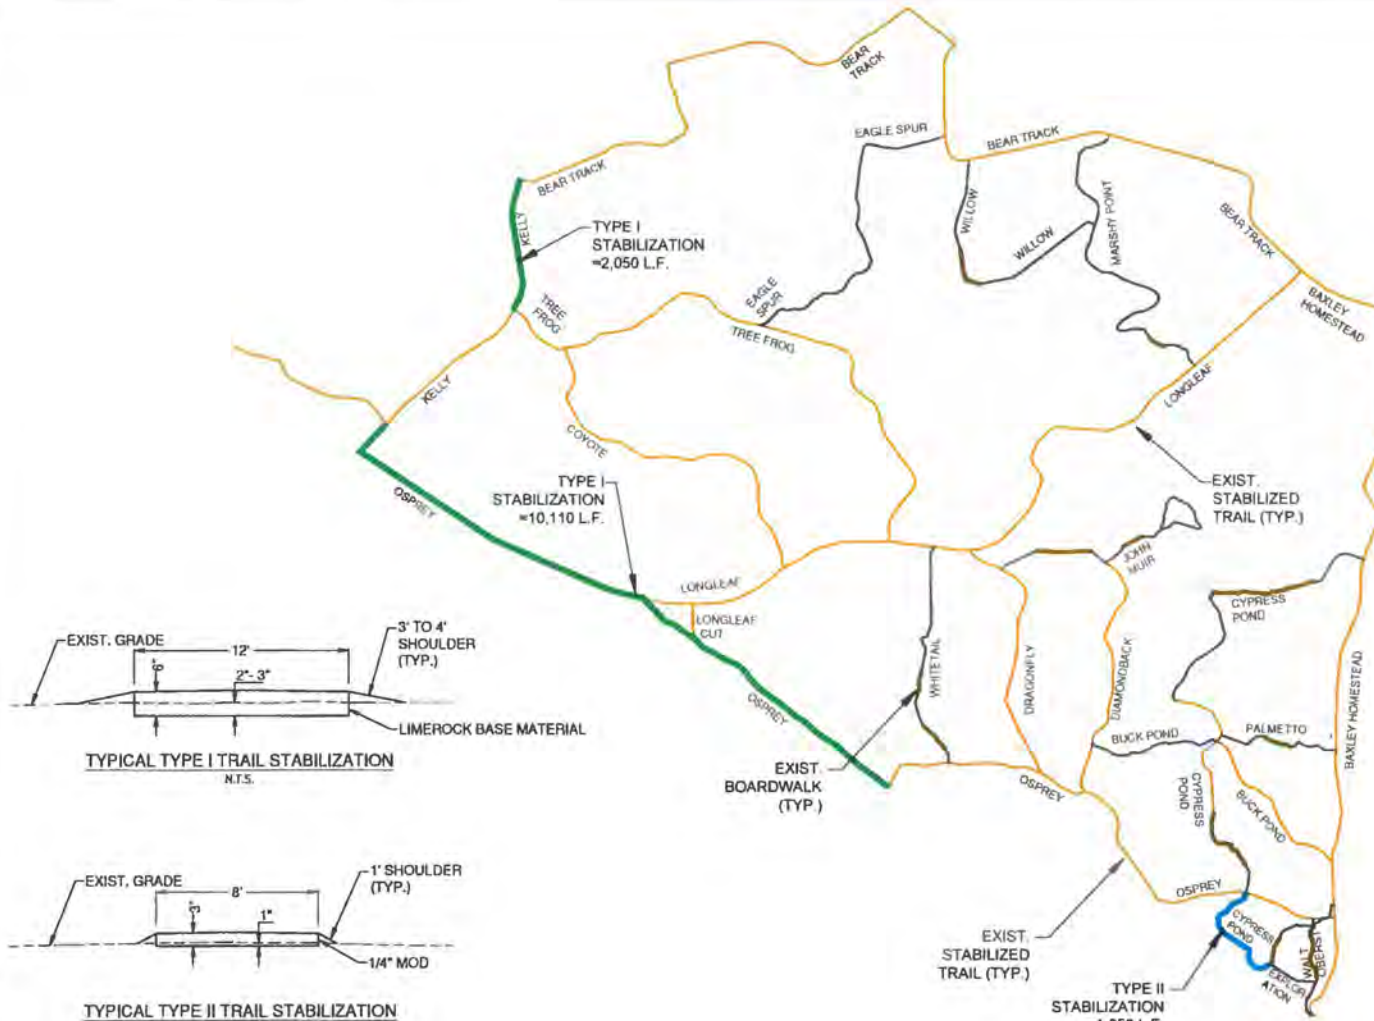 BEAR
TRACK
EAGLE SPUR
BEAR TRACK
BEAR TRACK
KELLY
TYPE I
STABILIZATION
≈2,050 L.F.
WILLOW
WILLOW
MARSHY POINT
BEAR TRACK
TREE
FROG
EAGLE
SPUR
TREE FROG
BAXLEY
HOMESTEAD
KELLY
LONGLEAF
COYOTE
OSPREY
TYPE I
STABILIZATION
≈10,110 L.F.
EXIST.
STABILIZED
TRAIL (TYP.)
JOHN
MUIR
LONGLEAF
LONGLEAF
CUT
CYPRESS
POND
WHITETAIL
DRAGONFLY
DIAMONDBACK
BAXLEY HOMESTEAD
OSPREY
BUCK POND
PALMETTO
EXIST.
BOARDWALK
(TYP.)
OSPREY
CYPRESS
POND
BUCK POND
OSPREY
EXIST.
STABILIZED
TRAIL (TYP.)
CYPRESS
POND
WALT
OBERST
EXPLOR
ATION
TYPE II
STABILIZATION
EXIST. GRADE
12'
3' TO 4'
SHOULDER
(TYP.)
6"
2"- 3"
LIMEROCK BASE MATERIAL
TYPICAL TYPE I TRAIL STABILIZATION
N.T.S.
EXIST. GRADE
8'
1' SHOULDER
(TYP.)
3"
1"
1/4" MOD
TYPICAL TYPE II TRAIL STABILIZATION